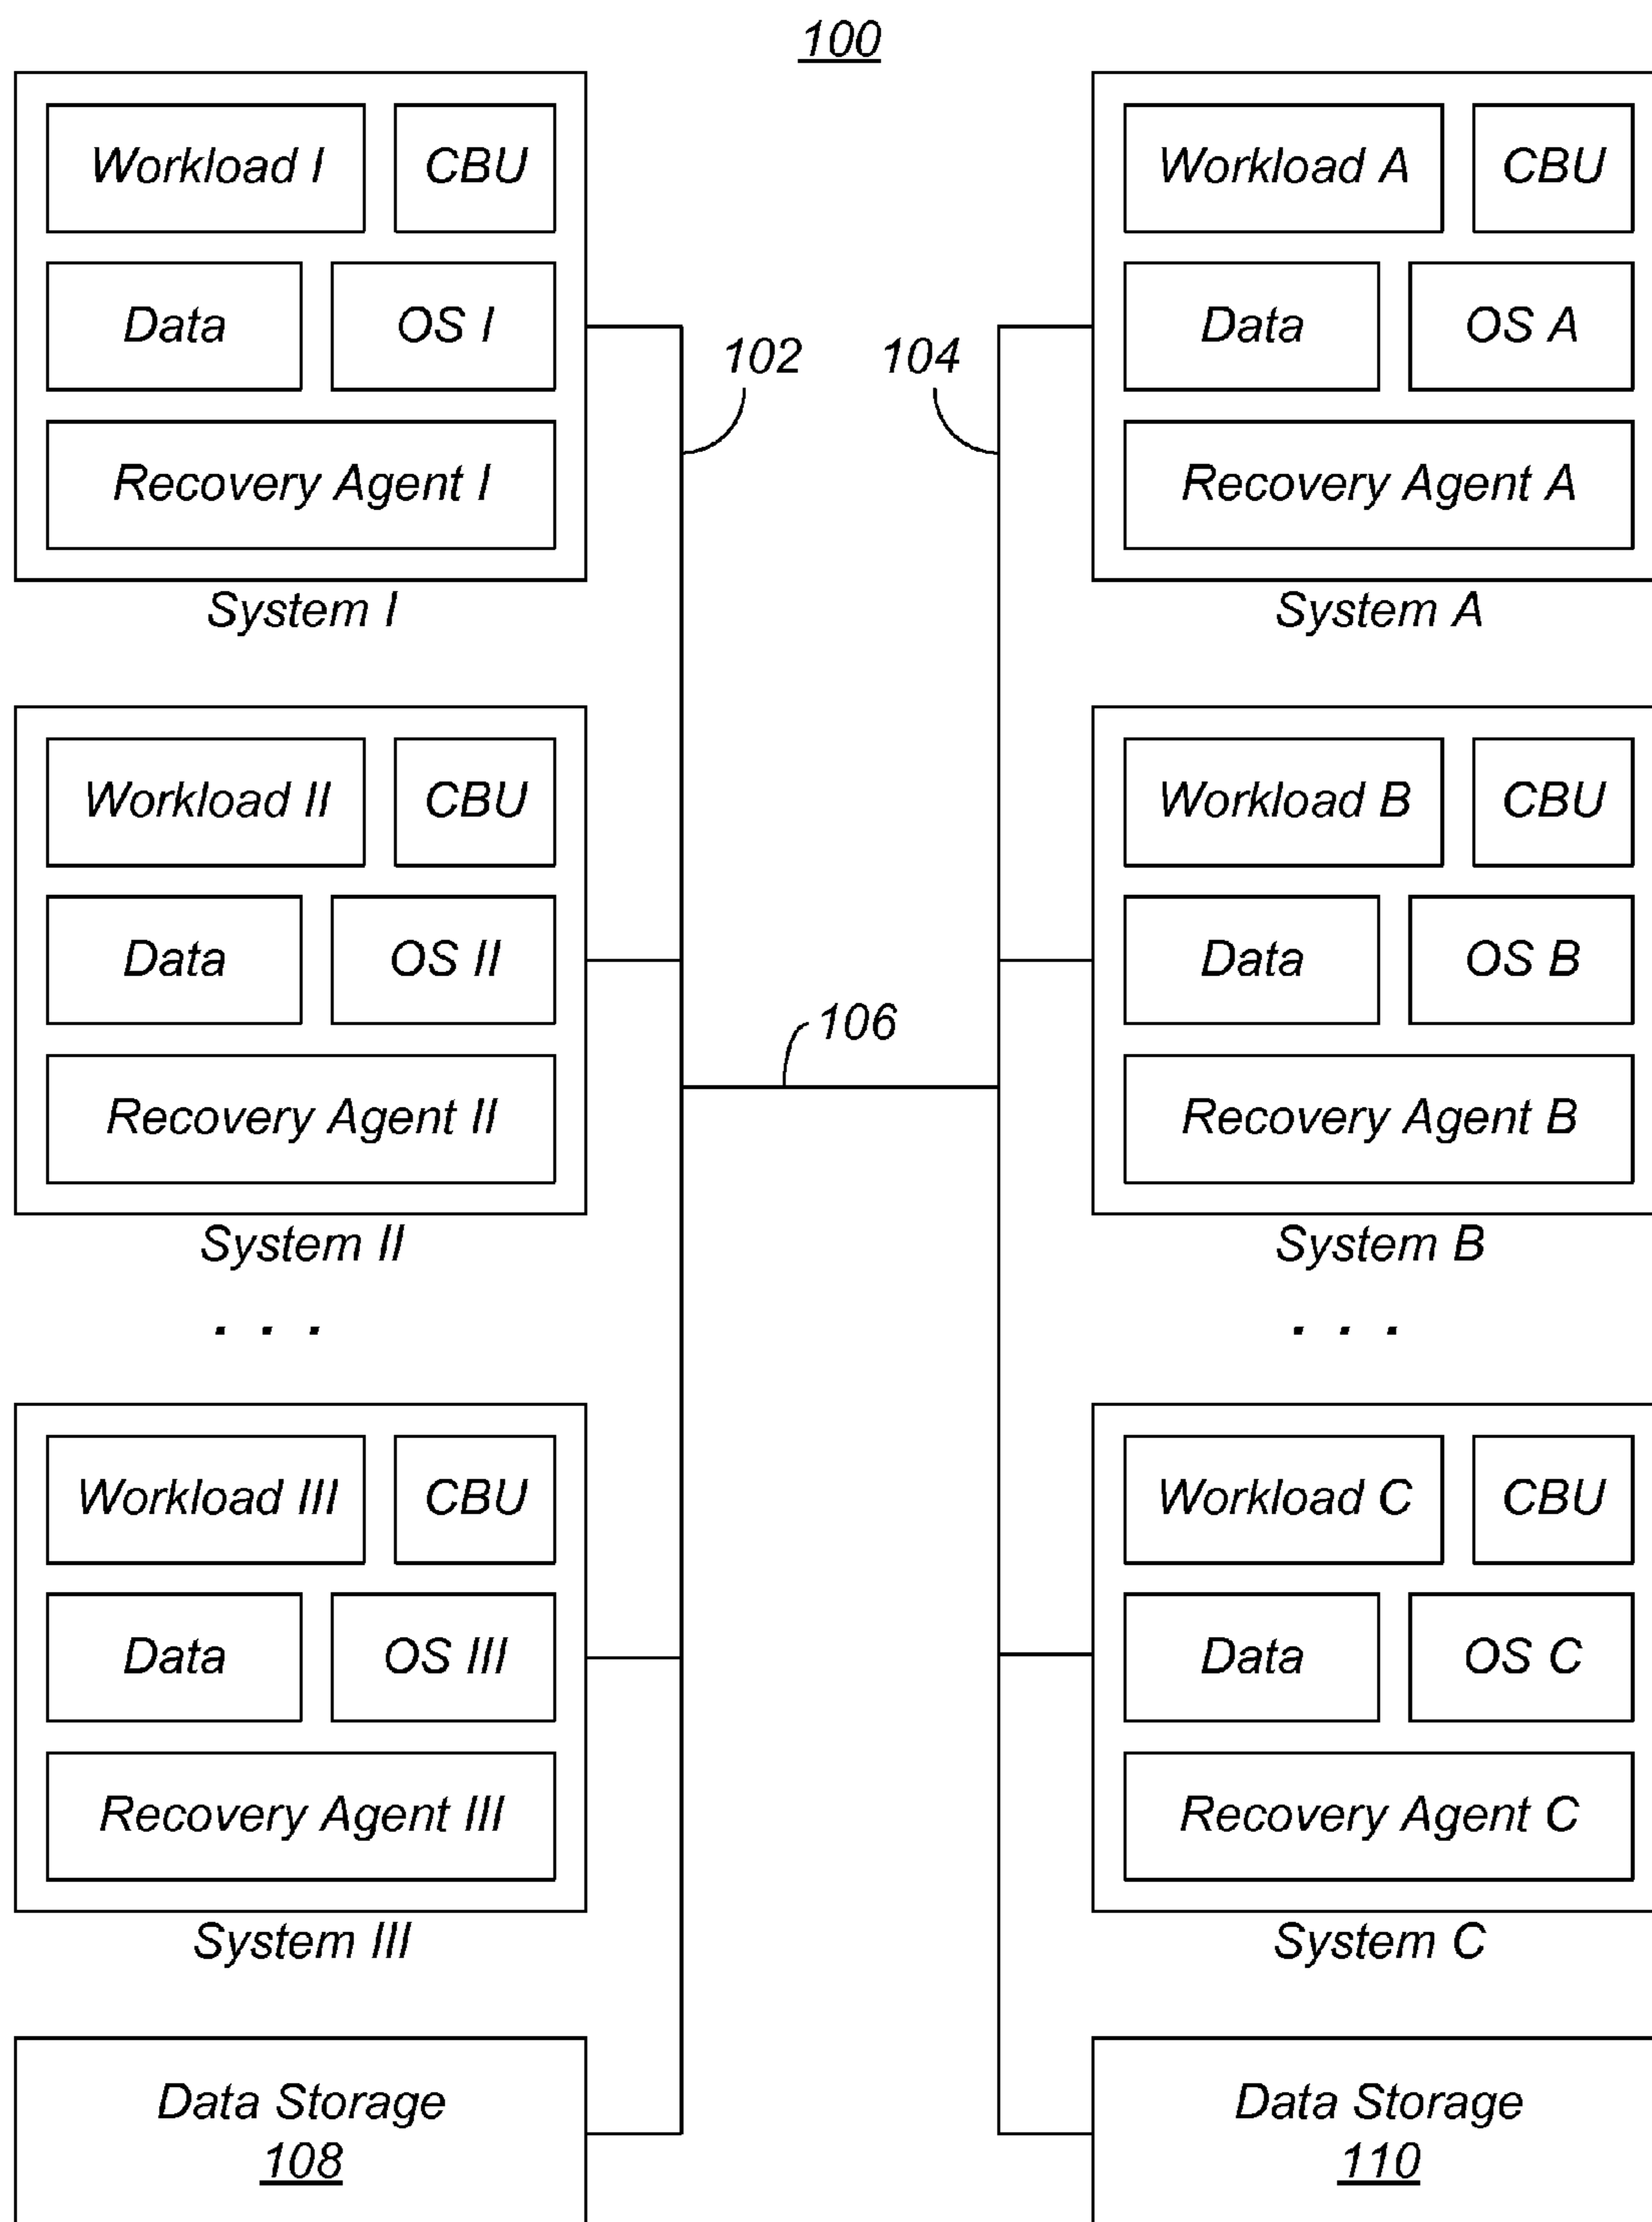 100
Workload I
CBU
Data
OS I
Recovery Agent I
System I
Workload II
CBU
Data
OS II
Recovery Agent II
System II
. . .
Workload III
CBU
Data
OS III
Recovery Agent III
System III
Data Storage
108
102
104
106
Workload A
CBU
Data
OS A
Recovery Agent A
System A
Workload B
CBU
Data
OS B
Recovery Agent B
System B
. . .
Workload C
CBU
Data
OS C
Recovery Agent C
System C
Data Storage
110